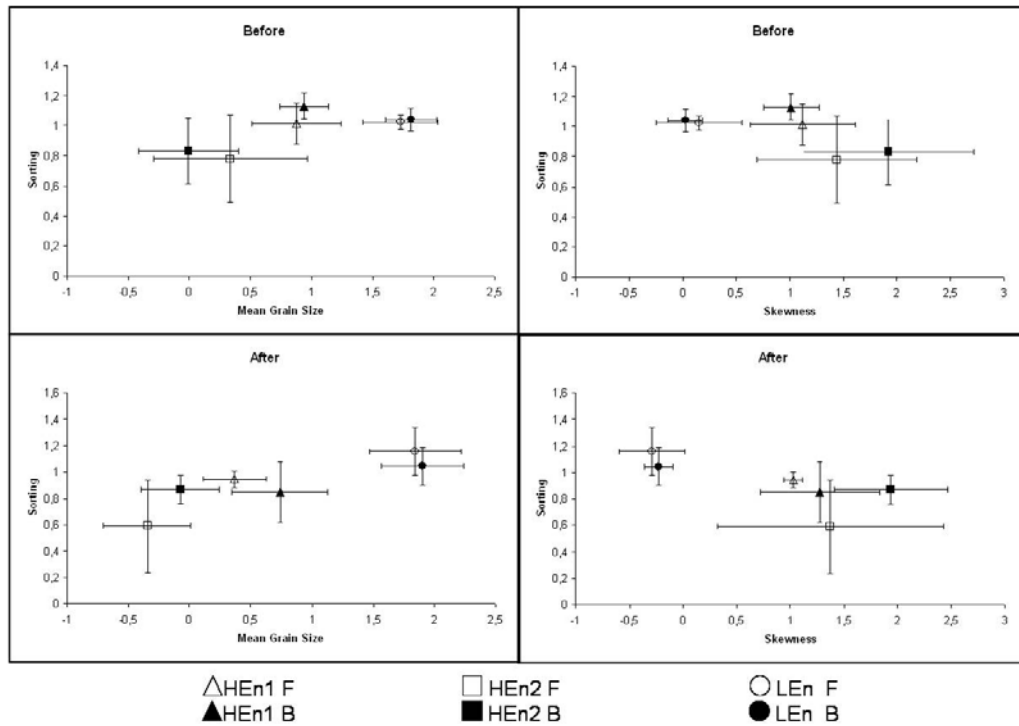 Before
1,4
1,2
1
0,8
0,6
0,4
0,2
0
Sorting
-1 -0,5 0 0,5 1 1,5 2 2,5
Mean Grain Size
Before
1,4
1,2
1
0,8
0,6
0,4
0,2
0
Sorting
-1 -0,5 0 0,5 1 1,5 2 2,5 3
Skewness
After
1,6
1,4
1,2
1
0,8
0,6
0,4
0,2
0
Sorting
-1 -0,5 0 0,5 1 1,5 2 2,5
Mean Grain Size
After
1,6
1,4
1,2
1
0,8
0,6
0,4
0,2
0
Sorting
-1 -0,5 0 0,5 1 1,5 2 2,5 3
Skewness
HEn1 F HEn2 F LEn F
HEn1 B HEn2 B LEn B